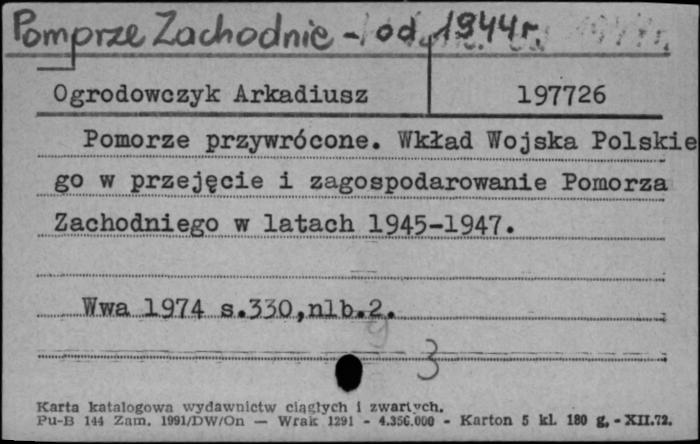 Pomorze Zachodnie - od 1944 r.
Ogrodowczyk Arkadiusz 197726
Pomorze przywrócone. Wkład Wojska Polskie
go w przejęcie i zagospodarowanie Pomorza
Zachodniego w latach 1945-1947.
Wwa 1974 s.330,nlb.2.
9
3
Karta katalogowa wydawnictw ciągłych i zwartych.
Pu-B 144 Zam. 1991/DW/On — Wrak 1291 - 4.356.000 - Karton 5 kl. 180 g. - XII.72.